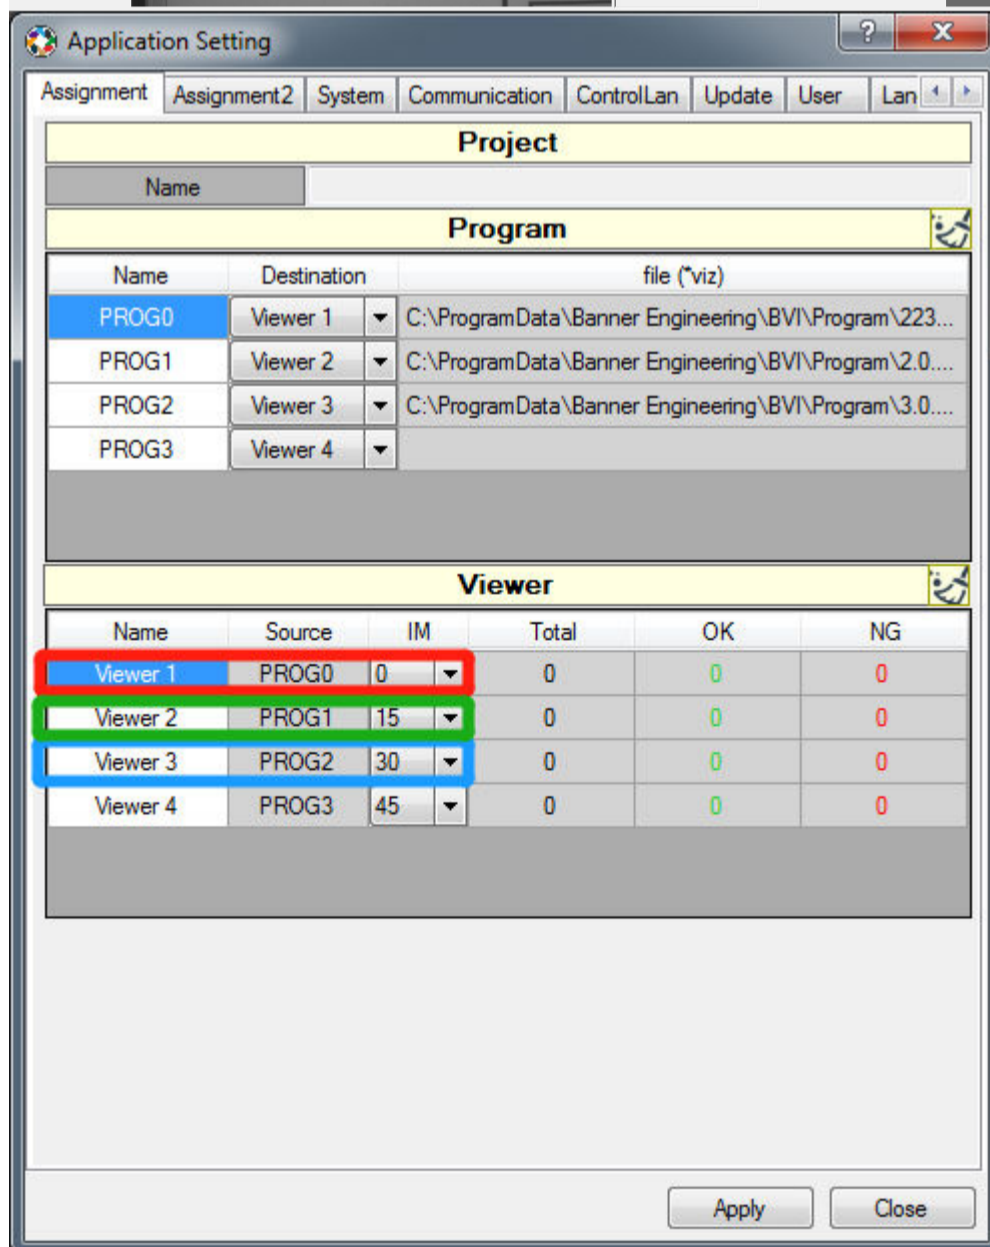 Application Setting
Assignment Assignment2 System Communication ControlLan Update User Lan
Project
Name
Program
Name Destination file (*viz)
PROG0 Viewer 1 C:\ProgramData\Banner Engineering\BVI\Program\223...
PROG1 Viewer 2 C:\ProgramData\Banner Engineering\BVI\Program\2.0....
PROG2 Viewer 3 C:\ProgramData\Banner Engineering\BVI\Program\3.0....
PROG3 Viewer 4
Viewer
Name Source IM Total OK NG
Viewer 1 PROG0 0 0 0 0
Viewer 2 PROG1 15 0 0 0
Viewer 3 PROG2 30 0 0 0
Viewer 4 PROG3 45 0 0 0
Apply Close